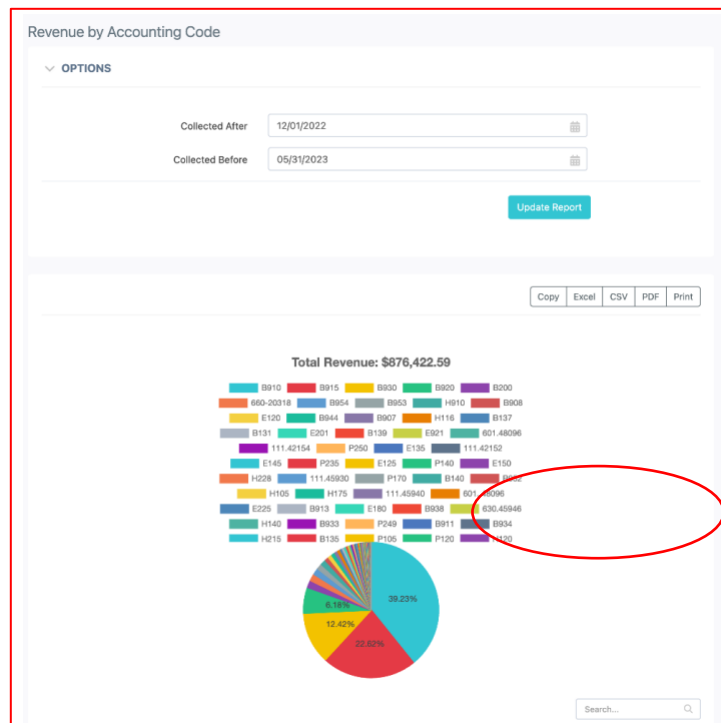 Revenue by Accounting Code
OPTIONS
Collected After 12/01/2022
Collected Before 05/31/2023
Update Report
Copy Excel CSV PDF Print
Total Revenue: $876,422.59
B910 B915 B930 B920 B200
660-20318 B954 B953 H910 B908
E120 B944 B907 H116 B137
B131 E201 B139 E921 601.48096
111.42154 P250 E135 111.42152
E145 P235 E125 P140 E150
H228 111.45930 P170 B140
H105 H175 111.45940
E225 B913 E180 B938 630.45946
H140 B933 P249 B911 B934
H215 B135 P105 P120 H120
39.23%
6.18%
12.42%
22.52%
Search...